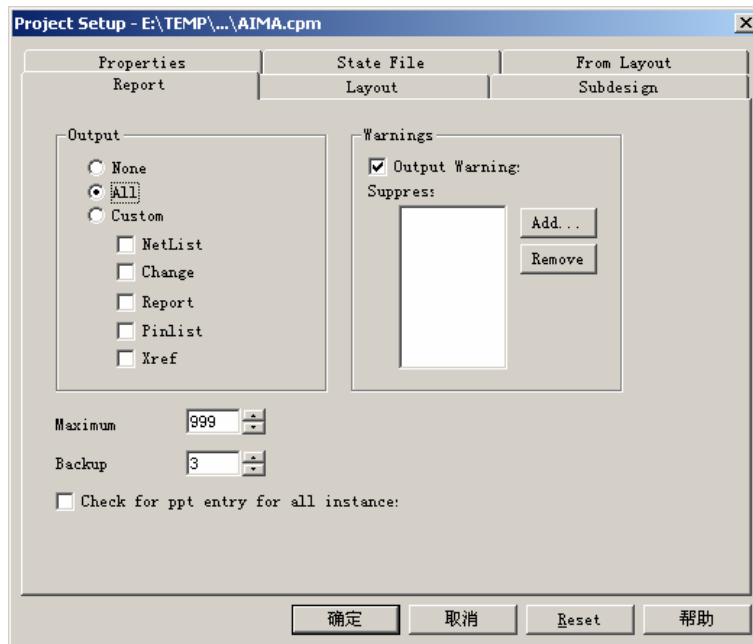 Project Setup - E:\TEMP\...\AIMA.cpm
Properties State File From Layout
Report Layout Subdesign
Output
None
All
Custom
NetList
Change
Report
Pinlist
Xref
Warnings
Output Warning:
Suppres:
Add...
Remove
Maximum 999
Backup 3
Check for ppt entry for all instance:
确定 取消 Reset 帮助